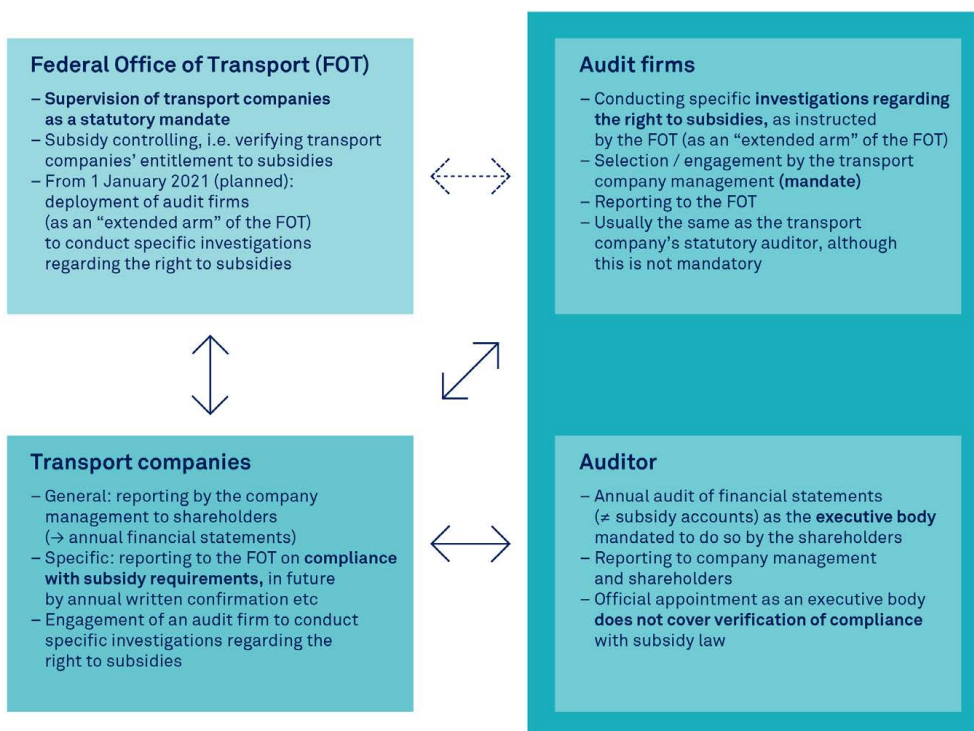 Federal Office of Transport (FOT)
– Supervision of transport companies
as a statutory mandate
– Subsidy controlling, i.e. verifying transport
companies’ entitlement to subsidies
– From 1 January 2021 (planned):
deployment of audit firms
(as an “extended arm” of the FOT)
to conduct specific investigations
regarding the right to subsidies
Audit firms
– Conducting specific investigations regarding
the right to subsidies, as instructed
by the FOT (as an “extended arm” of the FOT)
– Selection / engagement by the transport
company management (mandate)
– Reporting to the FOT
– Usually the same as the transport
company’s statutory auditor, although
this is not mandatory
Transport companies
– General: reporting by the company
management to shareholders
(→ annual financial statements)
– Specific: reporting to the FOT on compliance
with subsidy requirements, in future
by annual written confirmation etc
– Engagement of an audit firm to conduct
specific investigations regarding the
right to subsidies
Auditor
– Annual audit of financial statements
(≠ subsidy accounts) as the executive body
mandated to do so by the shareholders
– Reporting to company management
and shareholders
– Official appointment as an executive body
does not cover verification of compliance
with subsidy law